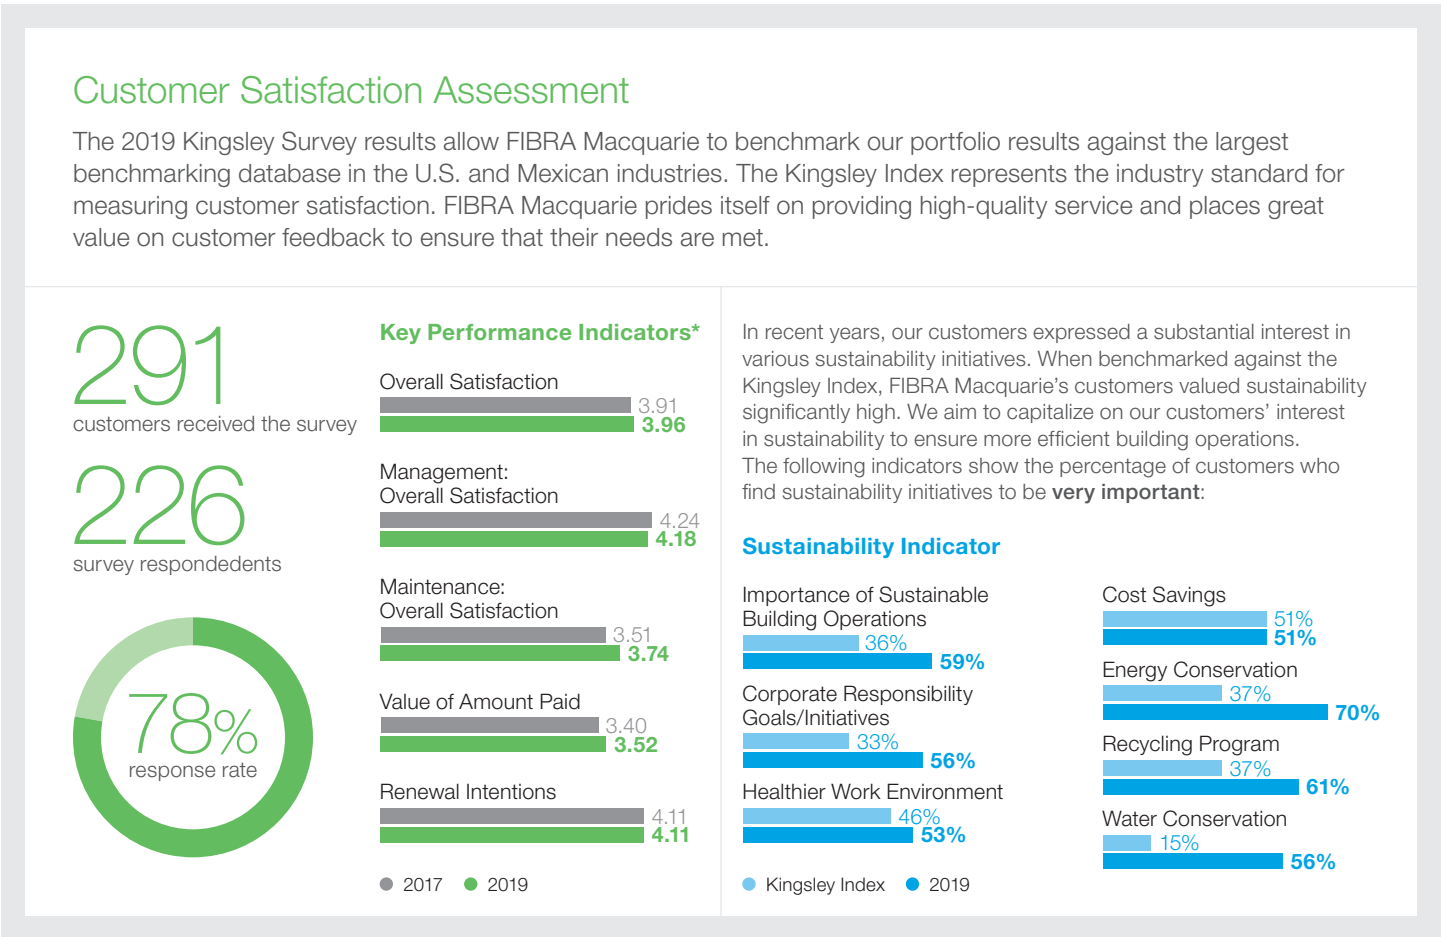 Customer Satisfaction Assessment
The 2019 Kingsley Survey results allow FIBRA Macquarie to benchmark our portfolio results against the largest
benchmarking database in the U.S. and Mexican industries. The Kingsley Index represents the industry standard for
measuring customer satisfaction. FIBRA Macquarie prides itself on providing high-quality service and places great
value on customer feedback to ensure that their needs are met.
291
customers received the survey
226
survey respondedents
78%
response rate
Key Performance Indicators*
Overall Satisfaction
3.91
3.96
Management:
Overall Satisfaction
4.24
4.18
Maintenance:
Overall Satisfaction
3.51
3.74
Value of Amount Paid
3.40
3.52
Renewal Intentions
4.11
4.11
2017 2019
In recent years, our customers expressed a substantial interest in
various sustainability initiatives. When benchmarked against the
Kingsley Index, FIBRA Macquarie's customers valued sustainability
significantly high. We aim to capitalize on our customers' interest
in sustainability to ensure more efficient building operations.
The following indicators show the percentage of customers who
find sustainability initiatives to be very important:
Sustainability Indicator
Importance of Sustainable
Building Operations
36%
59%
Corporate Responsibility
Goals/Initiatives
33%
56%
Healthier Work Environment
46%
53%
Cost Savings
51%
51%
Energy Conservation
37%
70%
Recycling Program
37%
61%
Water Conservation
15%
56%
Kingsley Index 2019